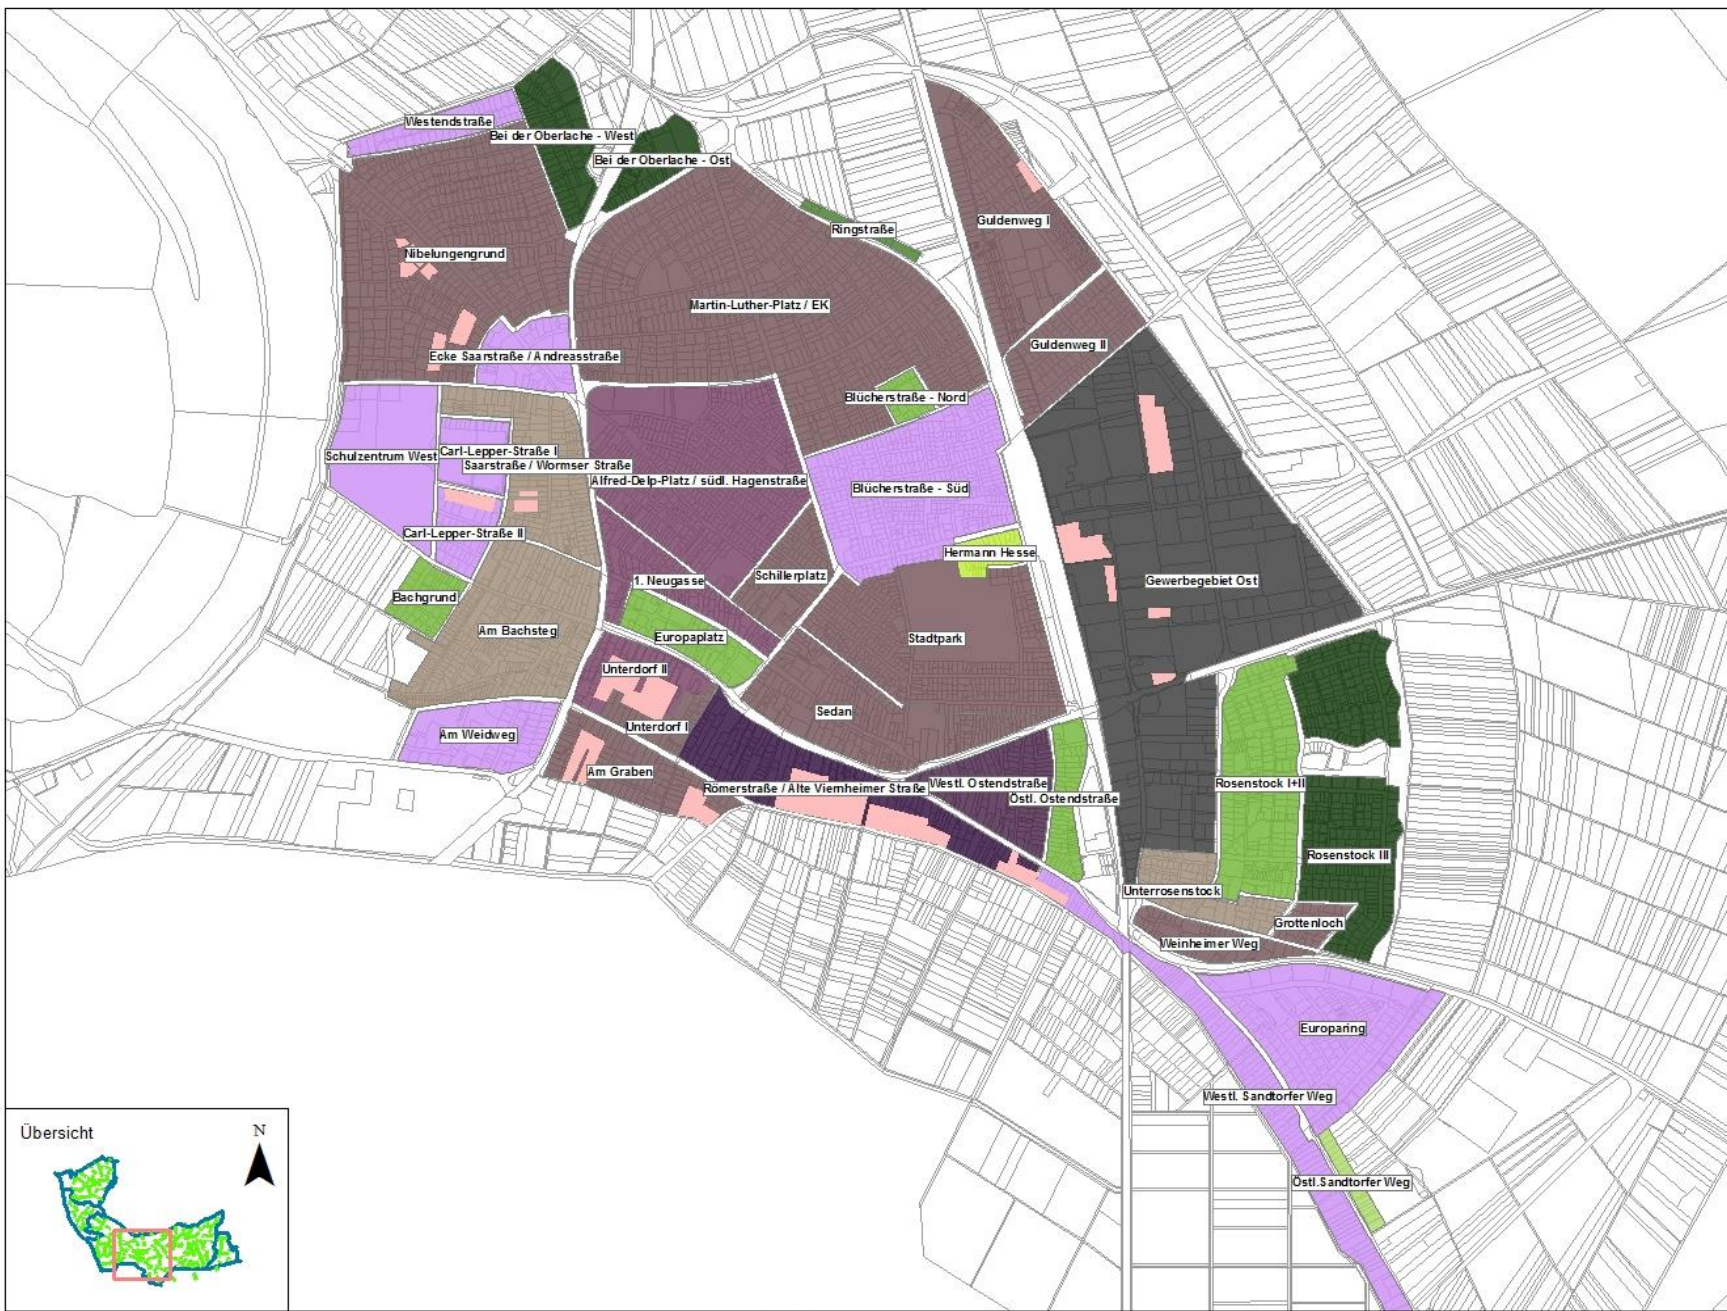 Westendstraße
Bei der Oberlache - West
Bei der Oberlache - Ost
Guldenweg I
Ringstraße
Nibelungengrund
Martin-Luther-Platz / EK
Guldenweg II
Ecke Saarstraße / Andreasstraße
Blücherstraße - Nord
Carl-Lepper-Straße I
Schulzentrum West
Saarstraße / Wormser Straße
Alfred-Delp-Platz / südl. Hagenstraße
Blücherstraße - Süd
Carl-Lepper-Straße II
Hermann Hesse
Schillerplatz
1. Neugasse
Gewerbegebiet Ost
Bachgrund
Am Bachsteg
Europaplatz
Stadtpark
Unterdorf II
Sedan
Unterdorf I
Am Weidweg
Am Graben
Römerstraße / Alte Viernheimer Straße
Westl. Ostendstraße
Rosenstock I+II
Östl. Ostendstraße
Rosenstock III
Unterrosenstock
Grottenloch
Weinheimer Weg
Europaring
Westl. Sandtorfer Weg
Östl.Sandtorfer Weg
Übersicht
N